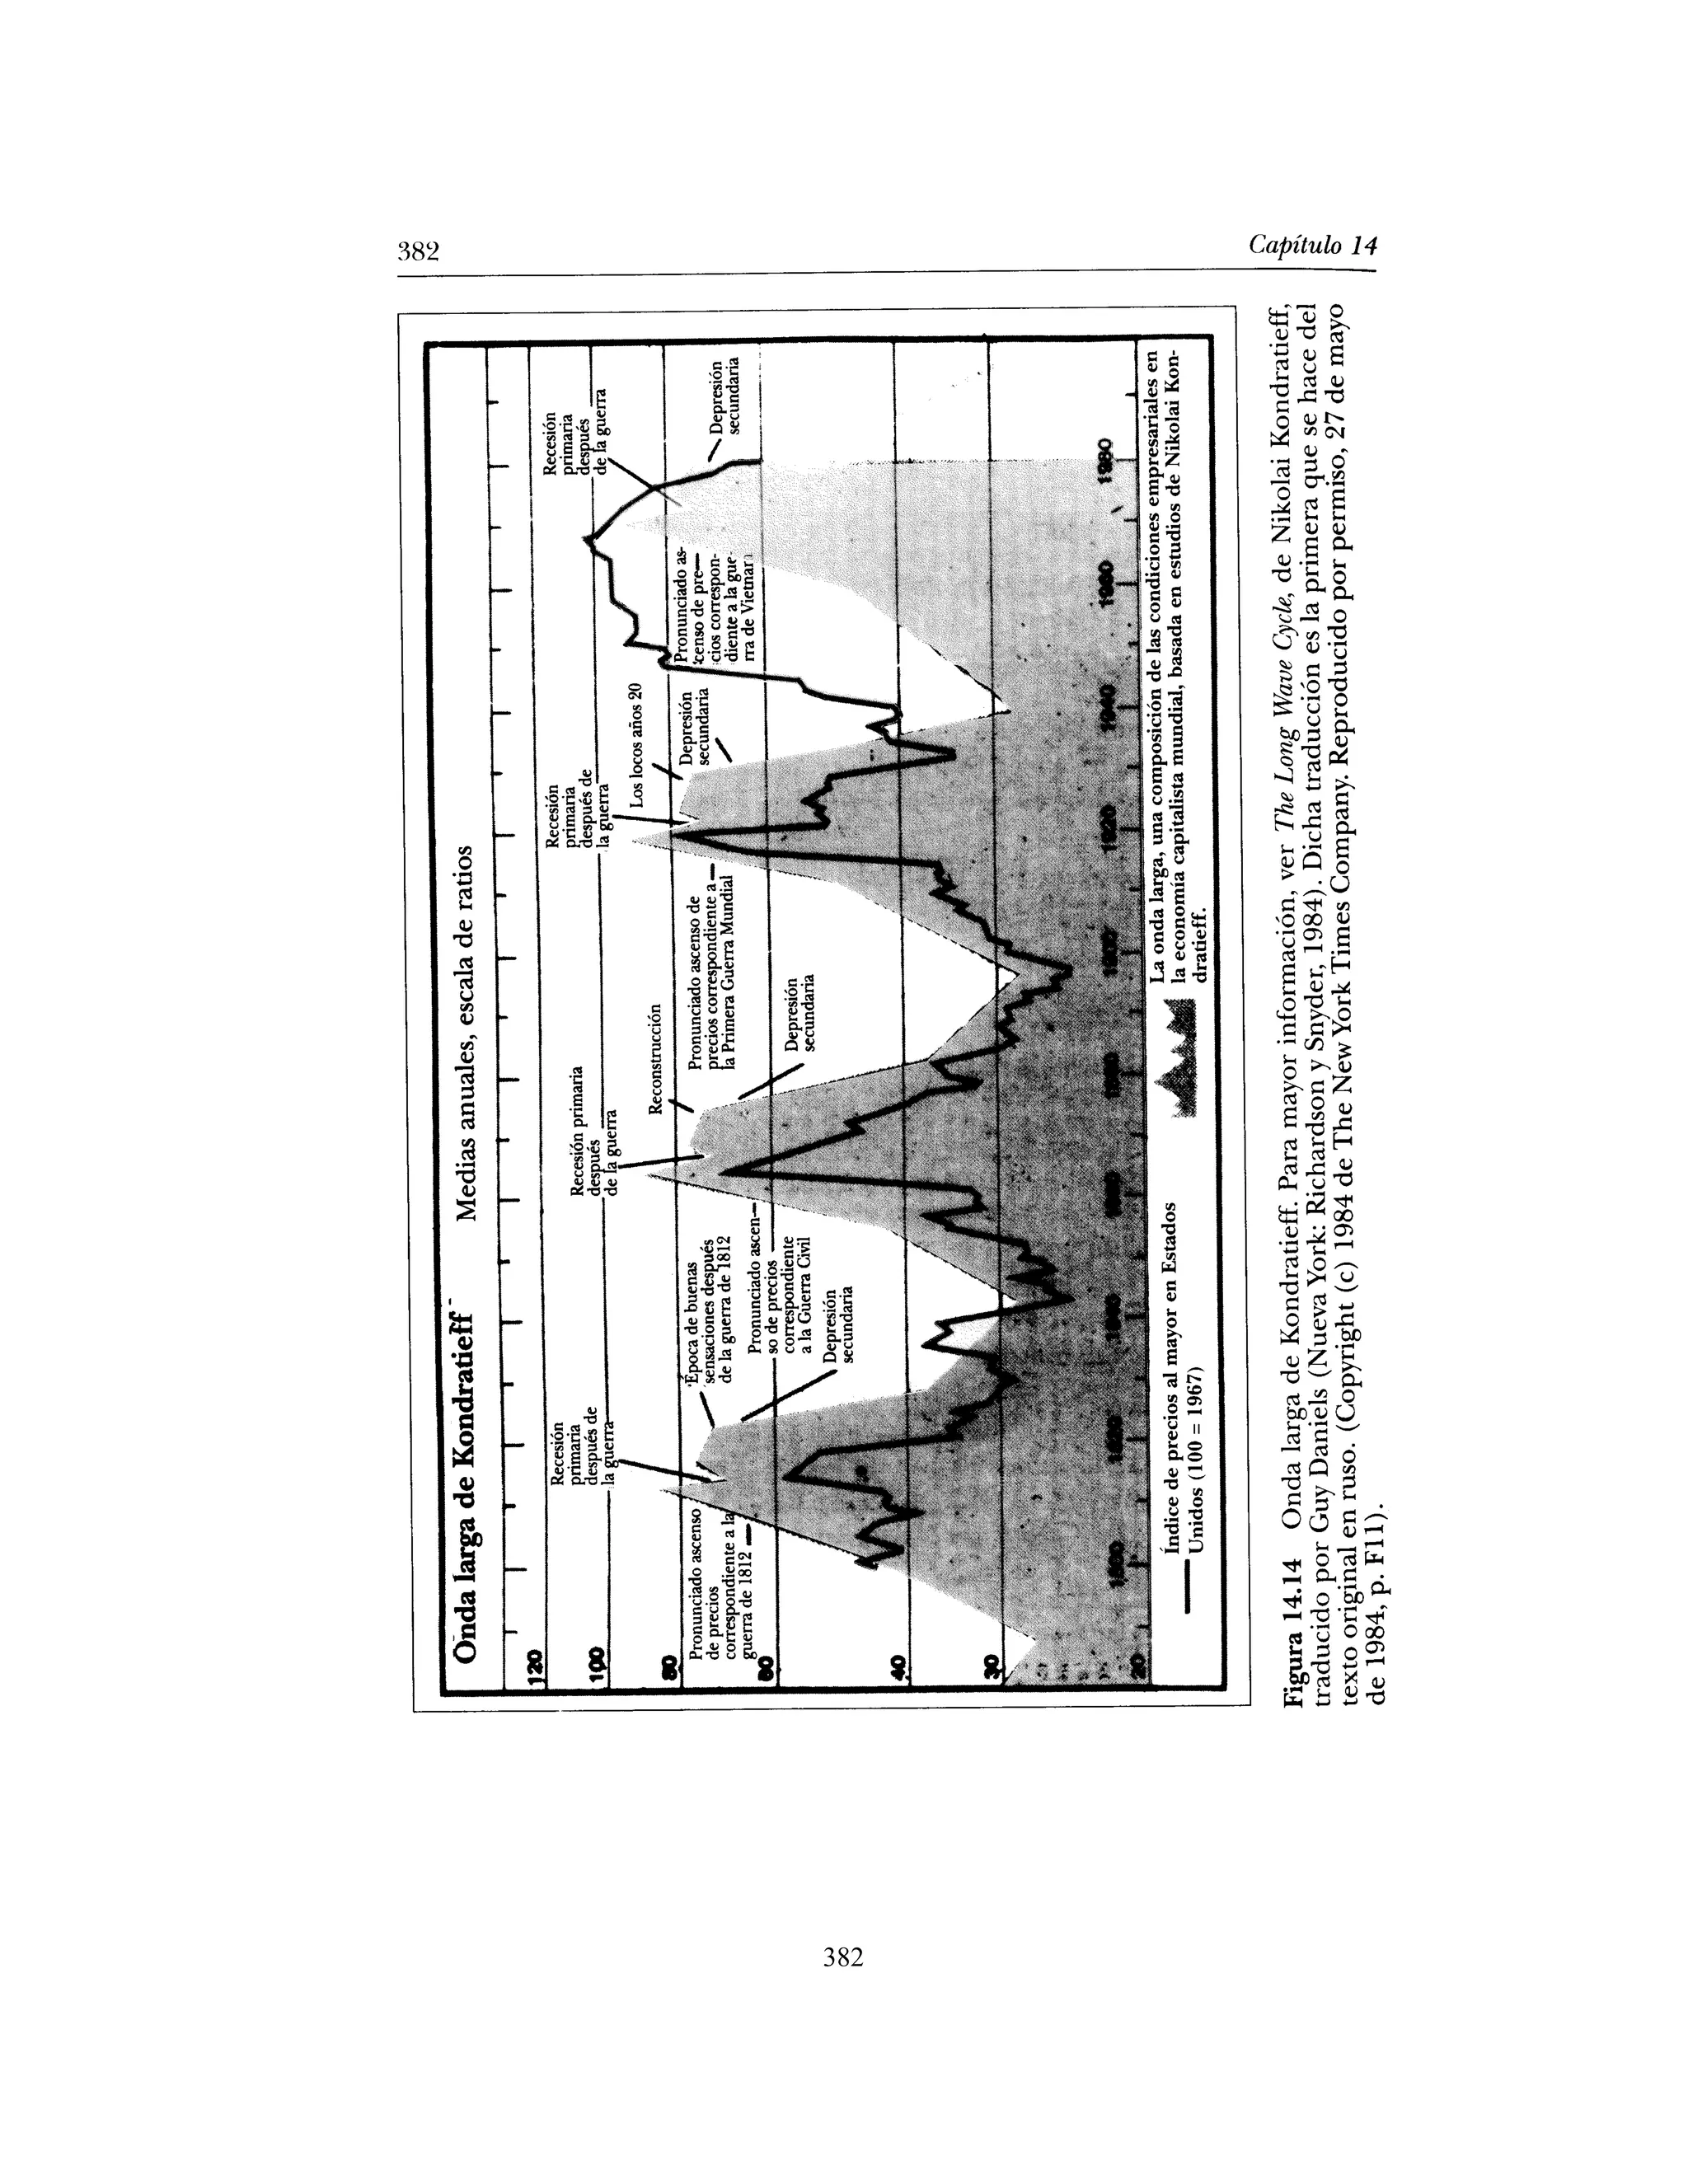 382
Capítulo 14
Onda larga de Kondratieff
Medias anuales, escala de ratios
120
100
80
60
40
30
20
Recesión
primaria
después de
la guerra
Pronunciado ascenso
de precios
correspondiente a la
guerra de 1812
Época de buenas
sensaciones después
de la guerra de 1812
Depresión
secundaria
Pronunciado ascen-
so de precios
correspondiente
a la Guerra Civil
Recesión primaria
después
de la guerra
Reconstrucción
Depresión
secundaria
Pronunciado ascenso de
precios correspondiente a
la Primera Guerra Mundial
Recesión
primaria
después de
la guerra
Los locos años 20
Depresión
secundaria
Pronunciado as-
censo de pre-
cios correspon-
diente a la gue-
rra de Vietnam
Recesión
primaria
después
de la guerra
Depresión
secundaria
1800
1820
1840
1860
1880
1900
1920
1940
1960
1980
Índice de precios al mayor en Estados
Unidos (100 = 1967)
La onda larga, una composición de las condiciones empresariales en
la economía capitalista mundial, basada en estudios de Nikolai Kon-
dratieff.
Figura 14.14 Onda larga de Kondratieff. Para mayor información, ver The Long Wave Cycle, de Nikolai Kondratieff,
traducido por Guy Daniels (Nueva York: Richardson y Snyder, 1984). Dicha traducción es la primera que se hace del
texto original en ruso. (Copyright (c) 1984 de The New York Times Company. Reproducido por permiso, 27 de mayo
de 1984, p. F11).
382